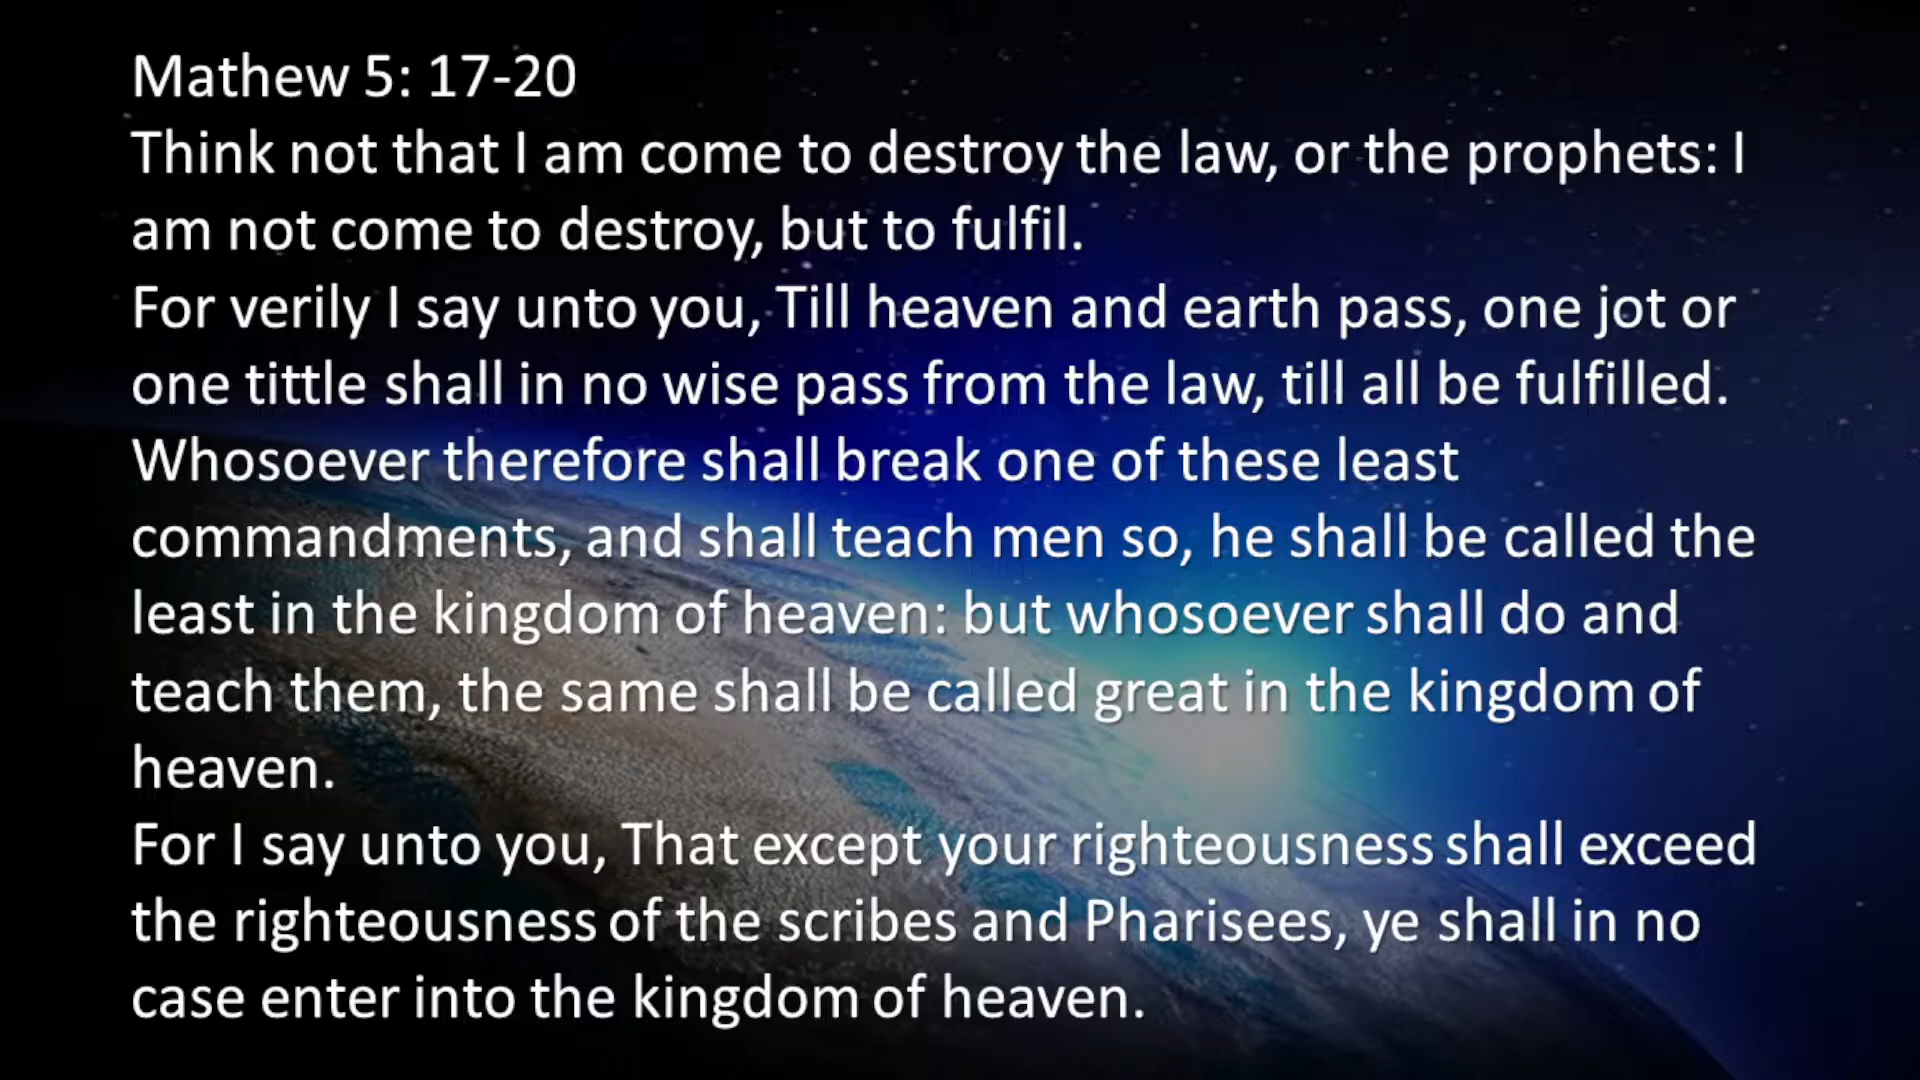 Mathew 5: 17-20
Think not that I am come to destroy the law, or the prophets: I
am not come to destroy, but to fulfil.
For verily I say unto you, Till heaven and earth pass, one jot or
one tittle shall in no wise pass from the law, till all be fulfilled.
Whosoever therefore shall break one of these least
commandments, and shall teach men so, he shall be called the
least in the kingdom of heaven: but whosoever shall do and
teach them, the same shall be called great in the kingdom of
heaven.
For I say unto you, That except your righteousness shall exceed
the righteousness of the scribes and Pharisees, ye shall in no
case enter into the kingdom of heaven.